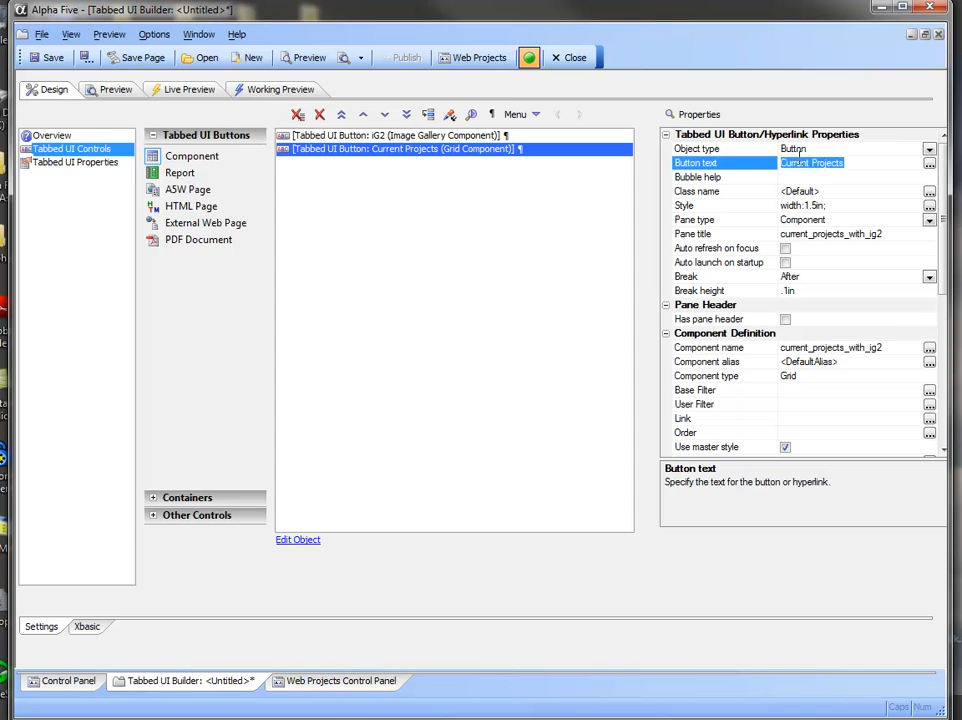 Alpha Five - [Tabbed UI Builder: <Untitled>*]
File View Preview Options Window Help
Save Save Page Open New Preview Publish Web Projects Close
Design Preview Live Preview Working Preview
Menu
Properties
Overview
Tabbed UI Controls
Tabbed UI Properties
Tabbed UI Buttons
Component
Report
A5W Page
HTML Page
External Web Page
PDF Document
Containers
Other Controls
[Tabbed UI Button: iG2 (Image Gallery Component)] ¶
[Tabbed UI Button: Current Projects (Grid Component)] ¶
Edit Object
Tabbed UI Button/Hyperlink Properties
Object type Button
Button text Current Projects
Bubble help
Class name <Default>
Style width:1.5in;
Pane type Component
Pane title current_projects_with_ig2
Auto refresh on focus
Auto launch on startup
Break After
Break height .1in
Pane Header
Has pane header
Component Definition
Component name current_projects_with_ig2
Component alias <DefaultAlias>
Component type Grid
Base Filter
User Filter
Link
Order
Use master style
Button text
Specify the text for the button or hyperlink.
Settings Xbasic
Control Panel Tabbed UI Builder: <Untitled>* Web Projects Control Panel
Caps Num